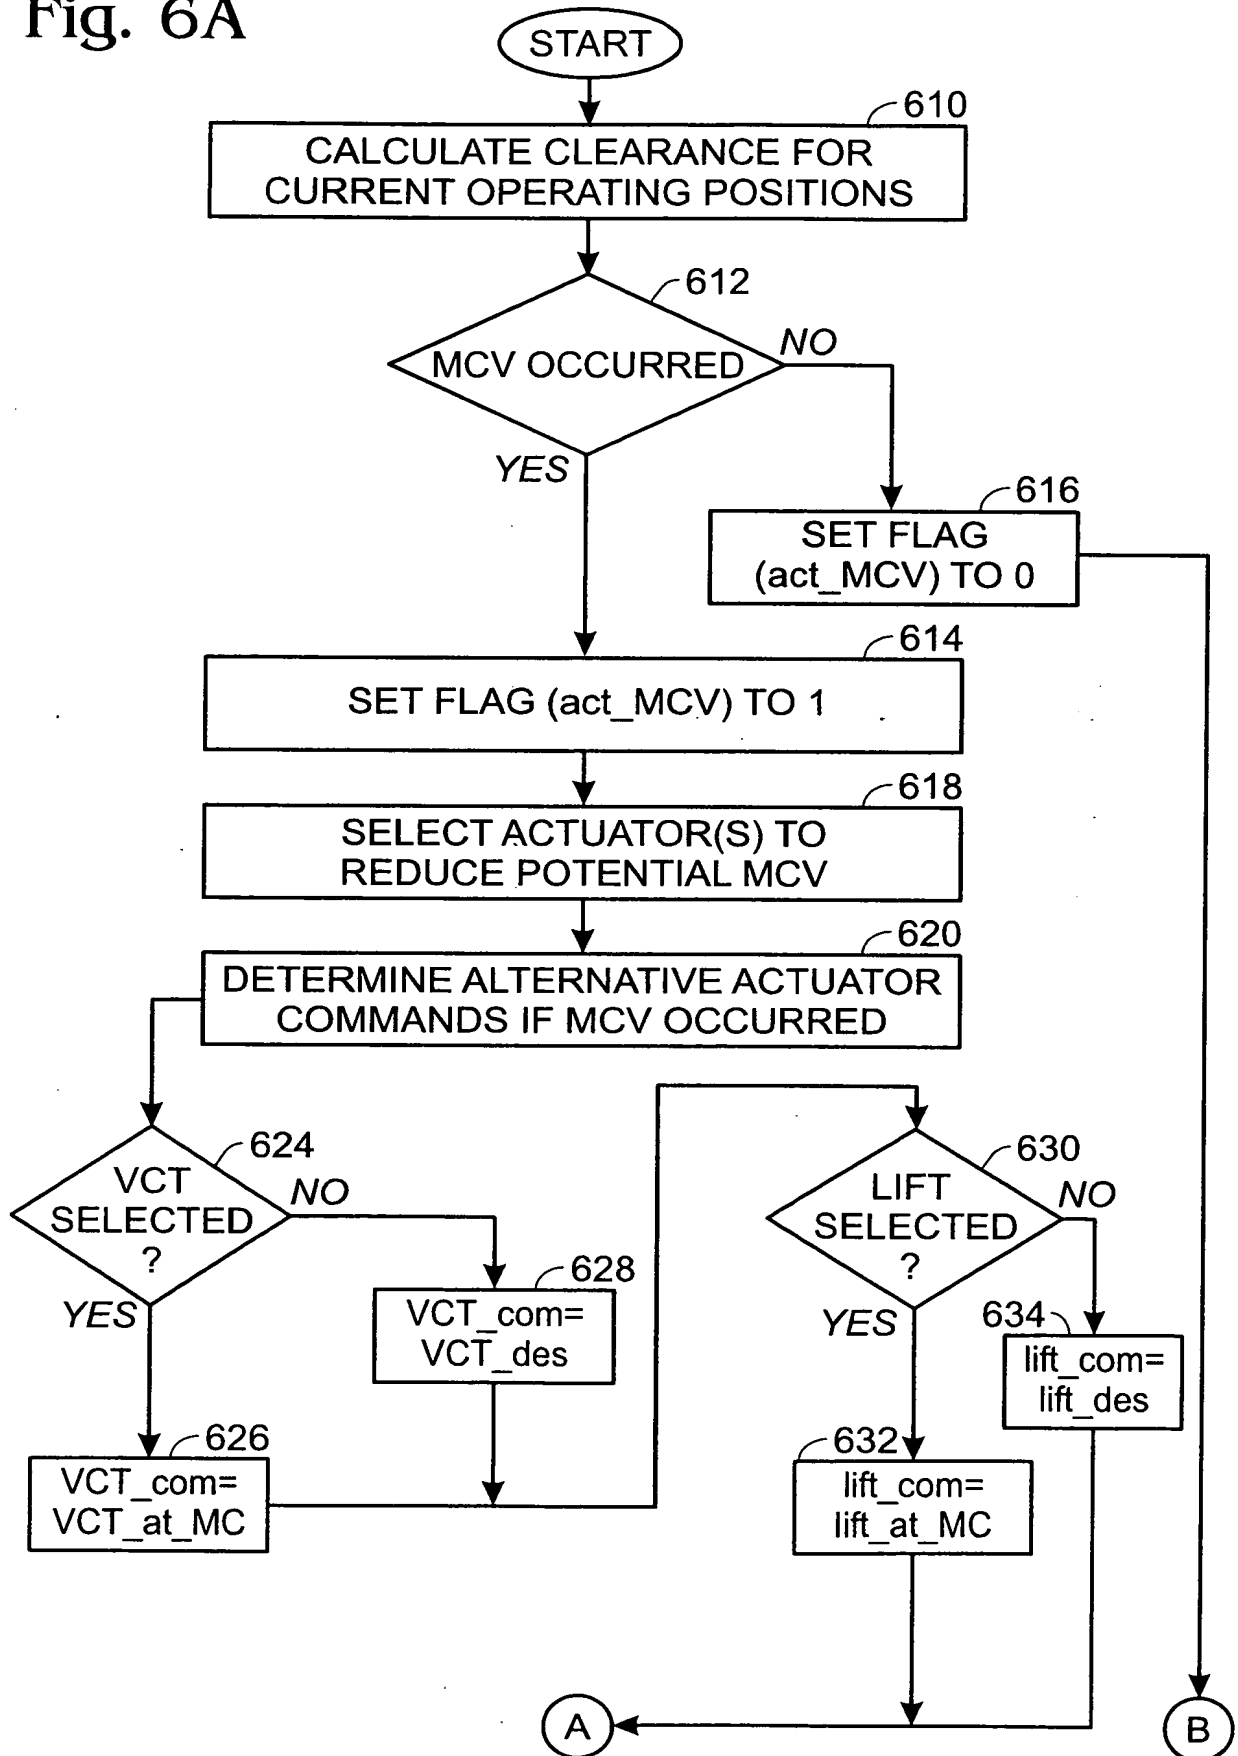 Fig. 6A
START
610
CALCULATE CLEARANCE FOR
CURRENT OPERATING POSITIONS
612
MCV OCCURRED
NO
YES
616
SET FLAG
(act_MCV) TO 0
614
SET FLAG (act_MCV) TO 1
618
SELECT ACTUATOR(S) TO
REDUCE POTENTIAL MCV
620
DETERMINE ALTERNATIVE ACTUATOR
COMMANDS IF MCV OCCURRED
624
VCT
SELECTED
?
NO
YES
628
VCT_com=
VCT_des
626
VCT_com=
VCT_at_MC
630
LIFT
SELECTED
?
NO
YES
634
lift_com=
lift_des
632
lift_com=
lift_at_MC
A
B